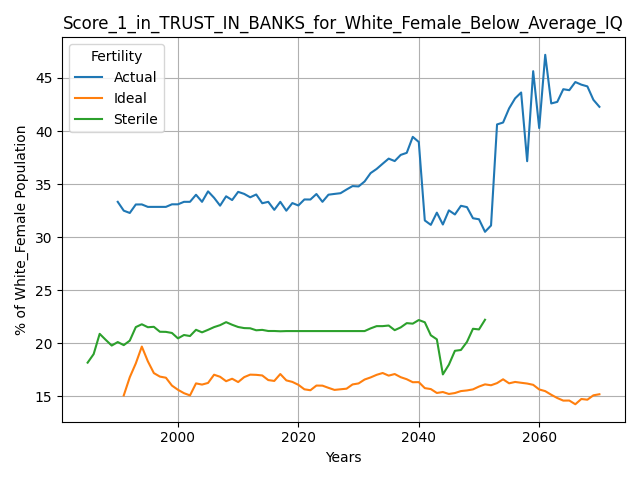 Score_1_in_TRUST_IN_BANKS_for_White_Female_Below_Average_IQ
Fertility
Actual
Ideal
Sterile
% of White_Female Population
45
40
35
30
25
20
15
2000
2020
2040
2060
Years